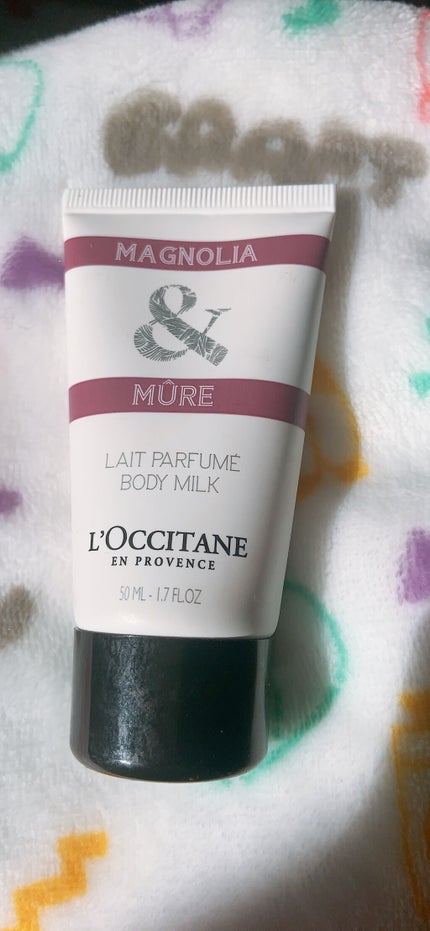 MAGNOLIA
&
MÛRE
LAIT PARFUMÉ
BODY MILK
L'OCCITANE
EN PROVENCE
50 ML - 1.7 FL.OZ